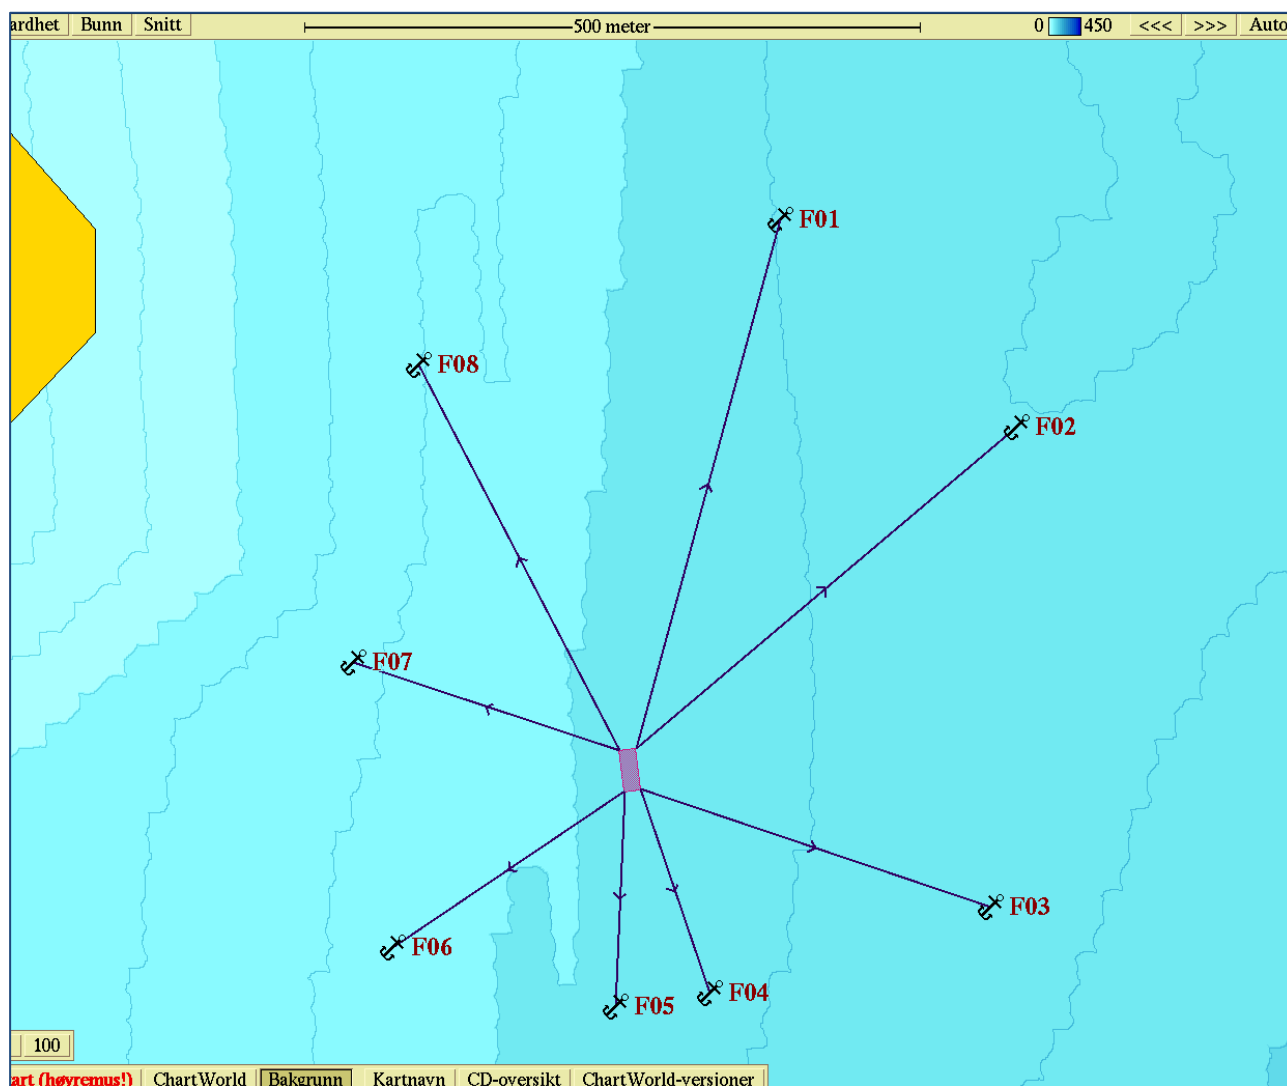 ardhet Bunn Snitt 500 meter 0 450 <<< >>> Auto
F01
F08
F02
F07
F03
F06
F04
F05
100
art (høyremus!) ChartWorld Bakgrunn Kartnavn CD-oversikt ChartWorld-versjoner